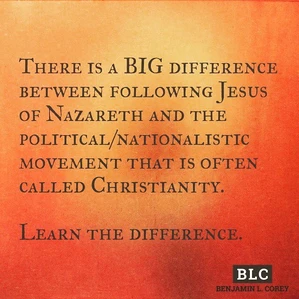 There is a BIG difference
between following Jesus
of Nazareth and the
political/nationalistic
movement that is often
called Christianity.
Learn the difference.
BLC
BENJAMIN L. COREY